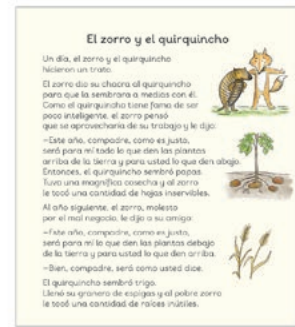 El zorro y el quirquincho
Un día, el zorro y el quirquincho
hicieron un trato.
El zorro dio su chacra al quirquincho
para que la sembrara a medias con él.
Como el quirquincho tiene fama de ser
poco inteligente, el zorro pensó
que se aprovecharía de su trabajo y le dijo:
—Este año, compadre, como es justo,
será para mí todo lo que den las plantas
arriba de la tierra y para usted lo que den abajo.
Entonces, el quirquincho sembró papas.
Tuvo una magnífica cosecha y al zorro
le tocó una cantidad de hojas inservibles.
Al año siguiente, el zorro, molesto
por el mal negocio, le dijo a su amigo:
—Este año, compadre, como es justo,
será para mí lo que den las plantas debajo
de la tierra y para usted lo que den arriba.
—Bien, compadre, será como usted dice.
El quirquincho sembró trigo.
Llenó su granero de espigas y al pobre zorro
le tocó una cantidad de raíces inútiles.